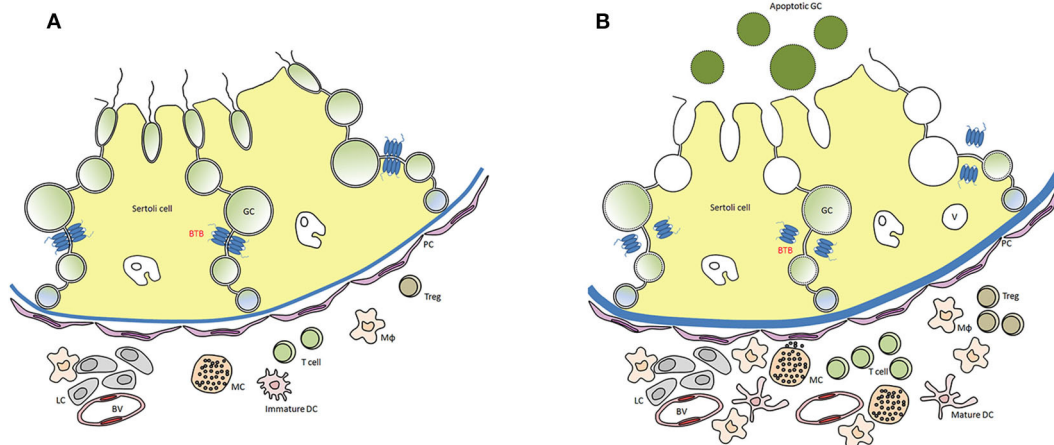 A
Sertoli cell
GC
BTB
PC
Treg
Mϕ
T cell
LC
MC
BV
Immature DC
B
Apoptotic GC
Sertoli cell
GC
V
BTB
PC
Treg
Mϕ
T cell
MC
LC
BV
Mature DC